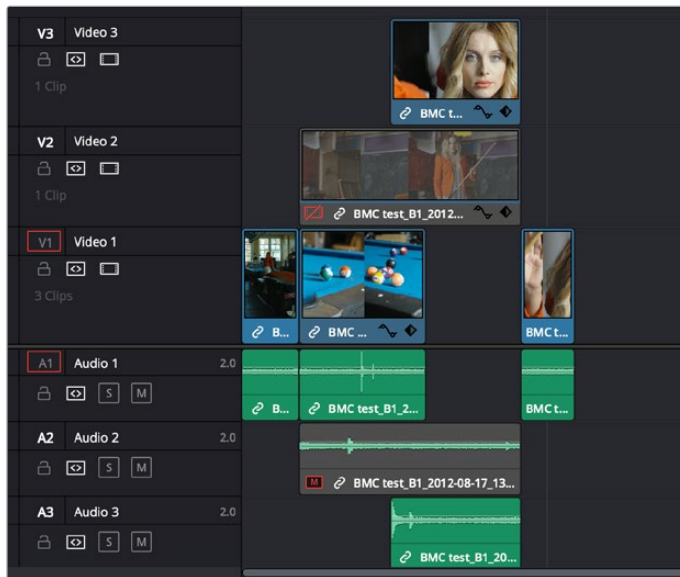 V3 Video 3
1 Clip
BMC t...
V2 Video 2
1 Clip
BMC test_B1_2012...
V1 Video 1
3 Clips
B...
BMC ...
BMC t...
A1 Audio 1 2.0
S M
B...
BMC test_B1_2...
BMC t...
A2 Audio 2 2.0
S M
M
BMC test_B1_2012-08-17_13...
A3 Audio 3 2.0
S M
BMC test_B1_20...